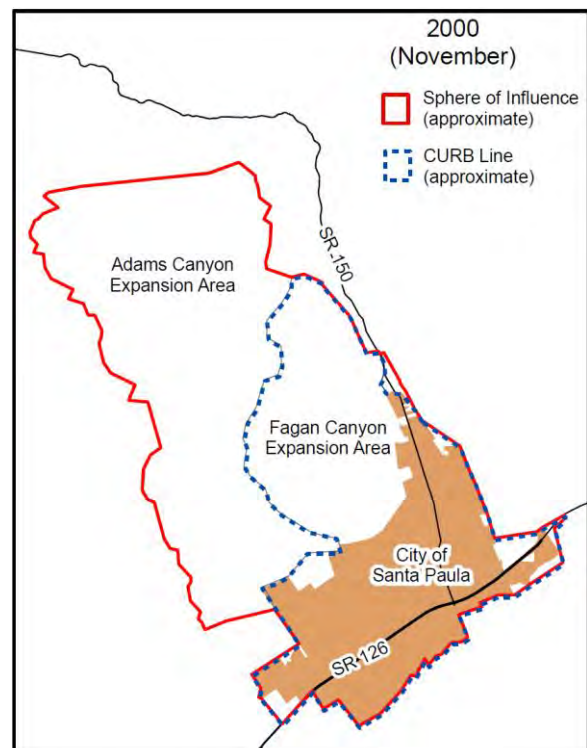 2000
(November)
Sphere of Influence
(approximate)
CURB Line
(approximate)
SR 150
Adams Canyon
Expansion Area
Fagan Canyon
Expansion Area
City of
Santa Paula
SR 126